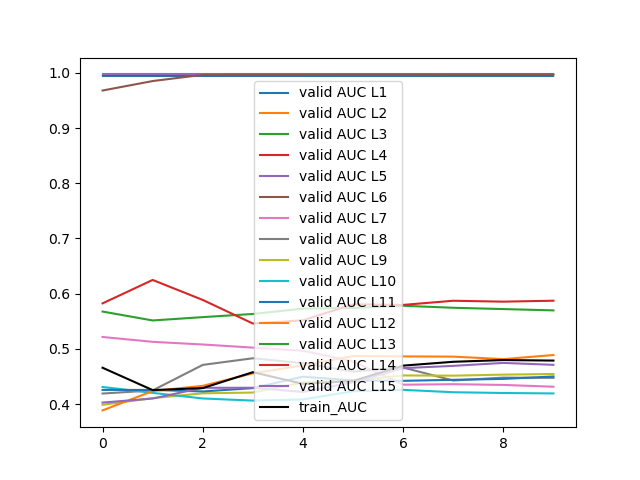 1.0
0.9
0.8
0.7
0.6
0.5
0.4
0
2
4
6
8
valid AUC L1
valid AUC L2
valid AUC L3
valid AUC L4
valid AUC L5
valid AUC L6
valid AUC L7
valid AUC L8
valid AUC L9
valid AUC L10
valid AUC L11
valid AUC L12
valid AUC L13
valid AUC L14
valid AUC L15
train_AUC